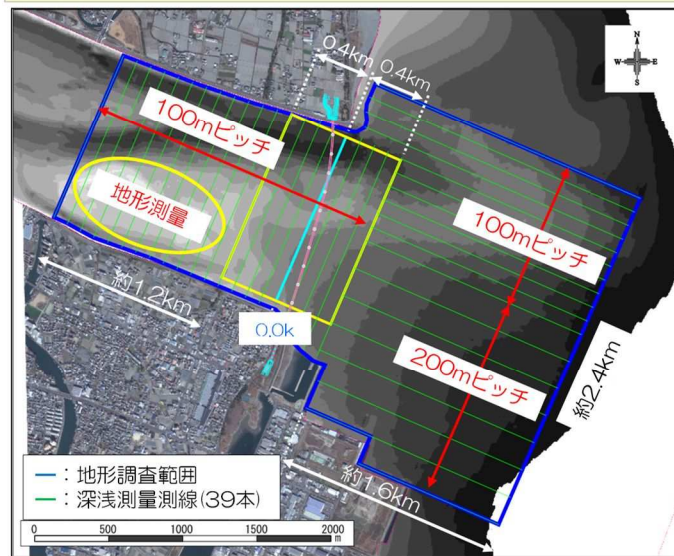 0.4km 0.4km
N
W E
S
100mピッチ
地形測量
100mピッチ
約1.2km
0.0k
200mピッチ
約2.4km
約1.6km
━：地形調査範囲
━：深浅測量測線(39本)
0 500 1000 1500 2000
m